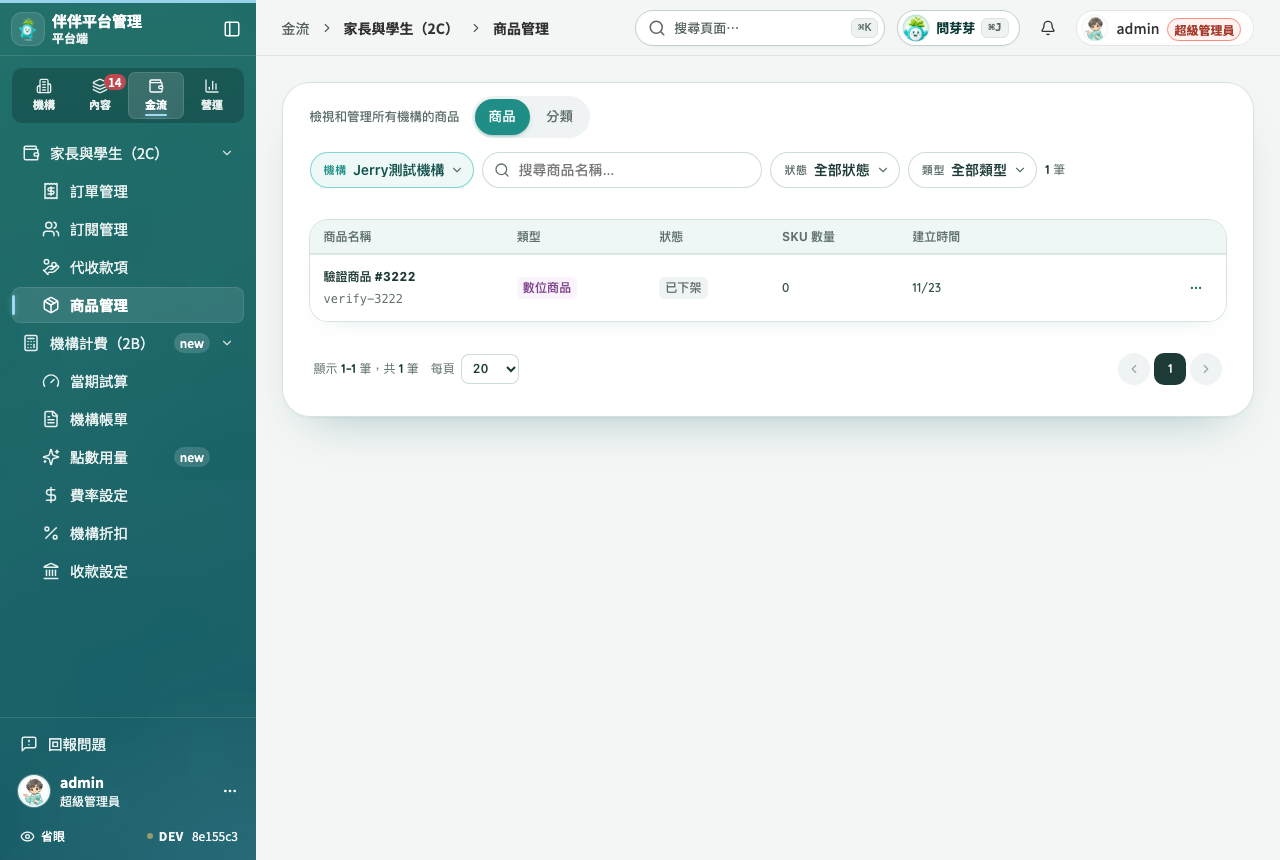 伴伴平台管理
平台端
機構
內容
14
金流
營運
家長與學生（2C）
訂單管理
訂閱管理
代收款項
商品管理
機構計費（2B） new
當期試算
機構帳單
點數用量 new
費率設定
機構折扣
收款設定
回報問題
admin
超級管理員
省眼
DEV 8e155c3
金流 家長與學生（2C） 商品管理
搜尋頁面⋯ ⌘K
問芽芽 ⌘J
admin 超級管理員
檢視和管理所有機構的商品 商品 分類
機構 Jerry測試機構 搜尋商品名稱... 狀態 全部狀態 類型 全部類型 1 筆
商品名稱 類型 狀態 SKU 數量 建立時間
驗證商品 #3222
verify-3222
數位商品 已下架 0 11/23
顯示 1-1 筆，共 1 筆 每頁 20
1